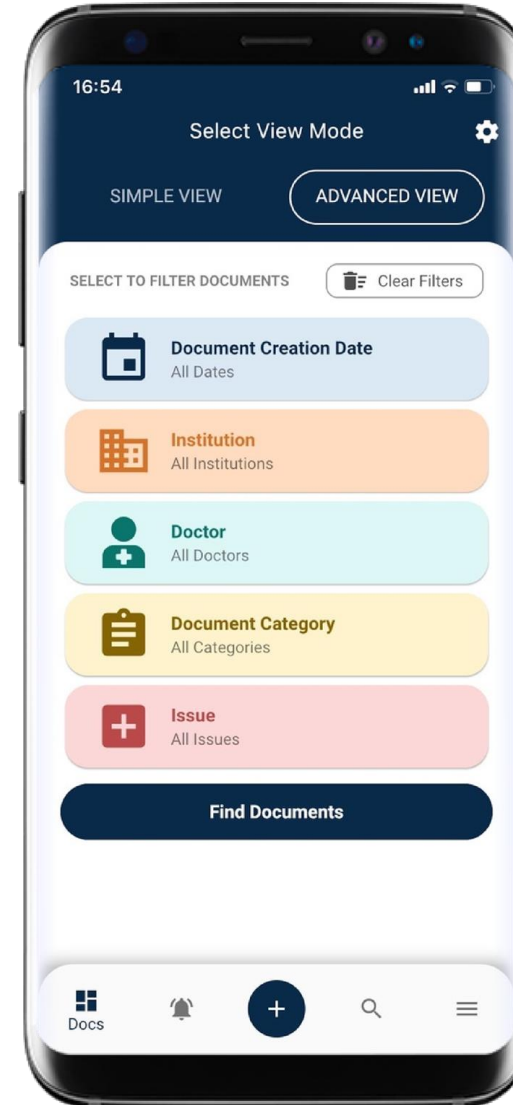 16:54
Select View Mode
SIMPLE VIEW
ADVANCED VIEW
SELECT TO FILTER DOCUMENTS
Clear Filters
Document Creation Date
All Dates
Institution
All Institutions
Doctor
All Doctors
Document Category
All Categories
Issue
All Issues
Find Documents
Docs